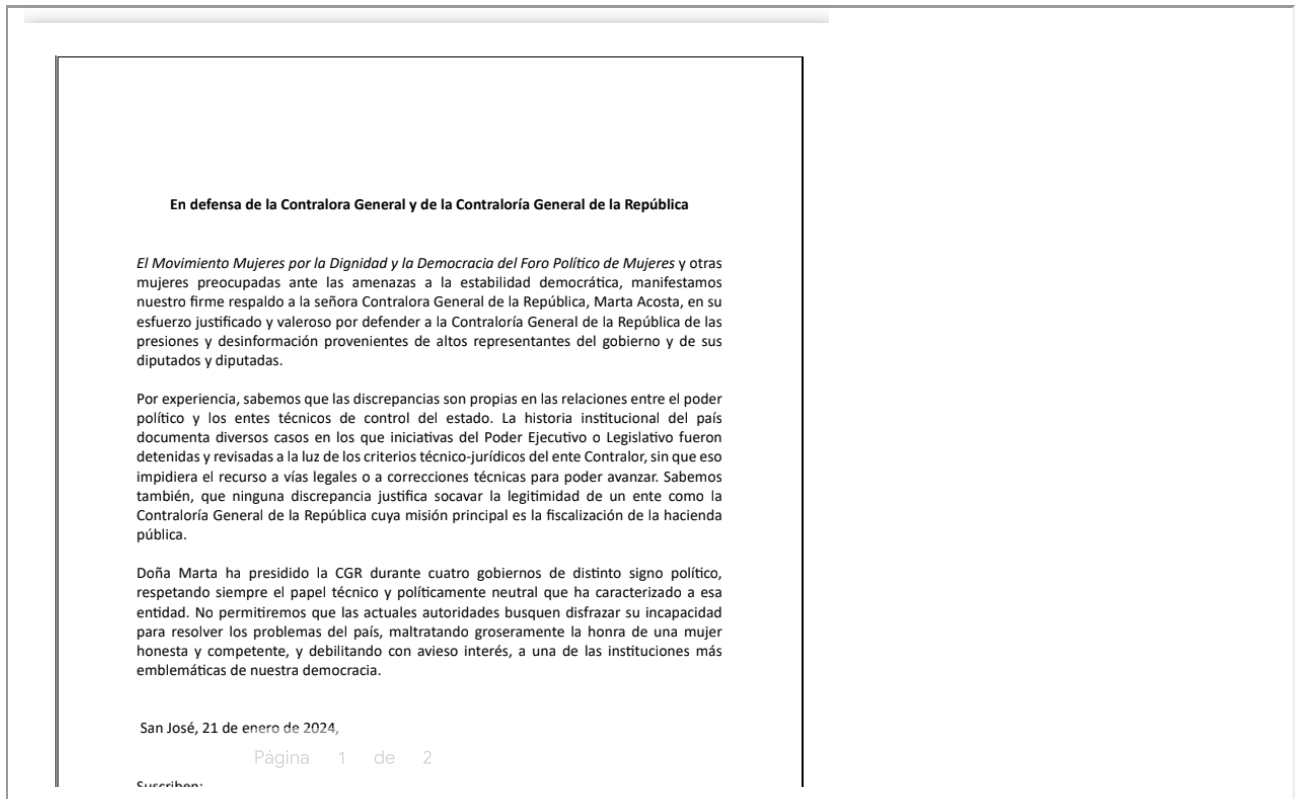 En defensa de la Contralora General y de la Contraloría General de la República
El Movimiento Mujeres por la Dignidad y la Democracia del Foro Político de Mujeres y otras
mujeres preocupadas ante las amenazas a la estabilidad democrática, manifestamos
nuestro firme respaldo a la señora Contralora General de la República, Marta Acosta, en su
esfuerzo justificado y valeroso por defender a la Contraloría General de la República de las
presiones y desinformación provenientes de altos representantes del gobierno y de sus
diputados y diputadas.
Por experiencia, sabemos que las discrepancias son propias en las relaciones entre el poder
político y los entes técnicos de control del estado. La historia institucional del país
documenta diversos casos en los que iniciativas del Poder Ejecutivo o Legislativo fueron
detenidas y revisadas a la luz de los criterios técnico-jurídicos del ente Contralor, sin que eso
impidiera el recurso a vías legales o a correcciones técnicas para poder avanzar. Sabemos
también, que ninguna discrepancia justifica socavar la legitimidad de un ente como la
Contraloría General de la República cuya misión principal es la fiscalización de la hacienda
pública.
Doña Marta ha presidido la CGR durante cuatro gobiernos de distinto signo político,
respetando siempre el papel técnico y políticamente neutral que ha caracterizado a esa
entidad. No permitiremos que las actuales autoridades busquen disfrazar su incapacidad
para resolver los problemas del país, maltratando groseramente la honra de una mujer
honesta y competente, y debilitando con avieso interés, a una de las instituciones más
emblemáticas de nuestra democracia.
San José, 21 de enero de 2024,
Página 1 de 2
Suscriben: